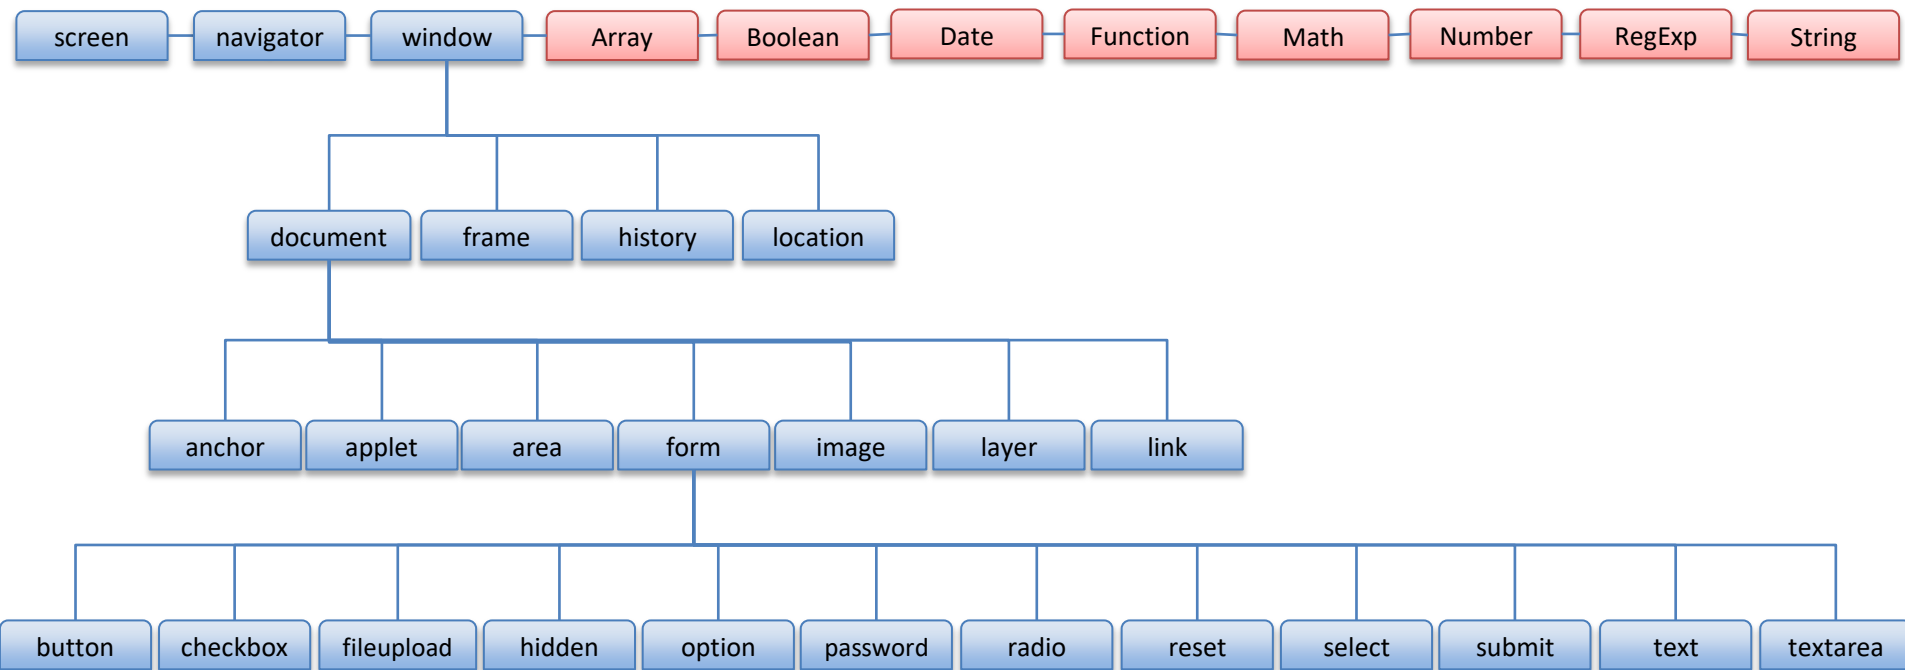 screen navigator window Array Boolean Date Function Math Number RegExp String
document frame history location
anchor applet area form image layer link
button checkbox fileupload hidden option password radio reset select submit text textarea